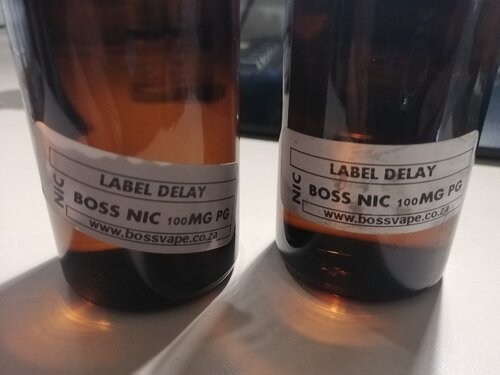 NIC
LABEL DELAY
BOSS NIC 100MG PG
www.bossvape.co.za
NIC
LABEL DELAY
BOSS NIC 100MG PG
www.bossvape.co.za